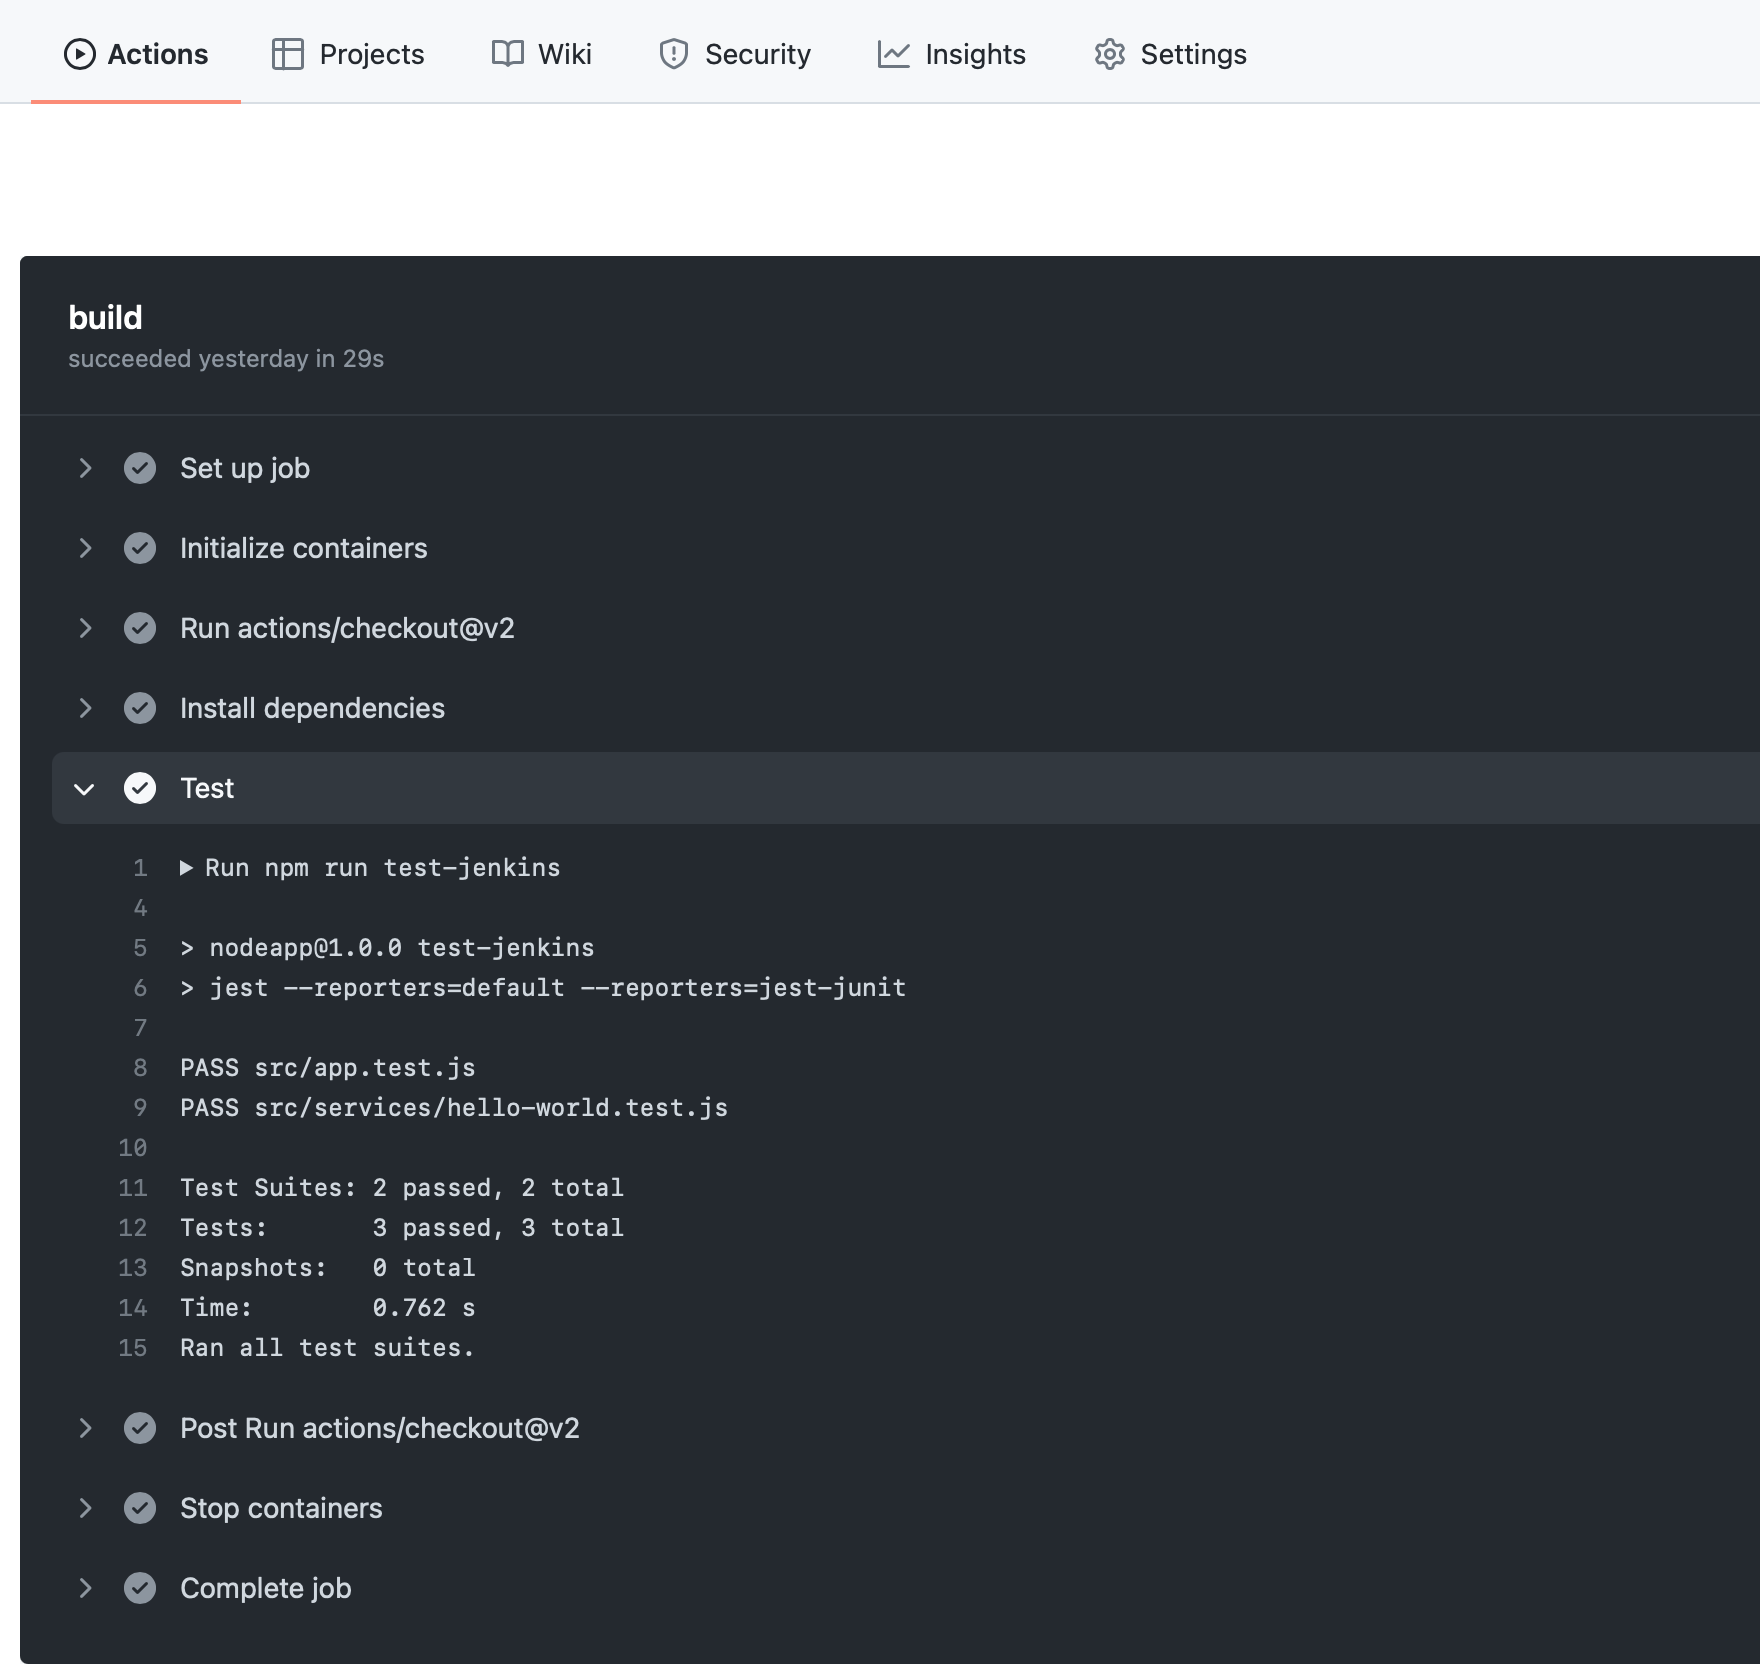 Actions Projects Wiki Security Insights Settings
build
succeeded yesterday in 29s
Set up job
Initialize containers
Run actions/checkout@v2
Install dependencies
Test
1 Run npm run test-jenkins
4
5 > nodeapp@1.0.0 test-jenkins
6 > jest --reporters=default --reporters=jest-junit
7
8 PASS src/app.test.js
9 PASS src/services/hello-world.test.js
10
11 Test Suites: 2 passed, 2 total
12 Tests: 3 passed, 3 total
13 Snapshots: 0 total
14 Time: 0.762 s
15 Ran all test suites.
Post Run actions/checkout@v2
Stop containers
Complete job